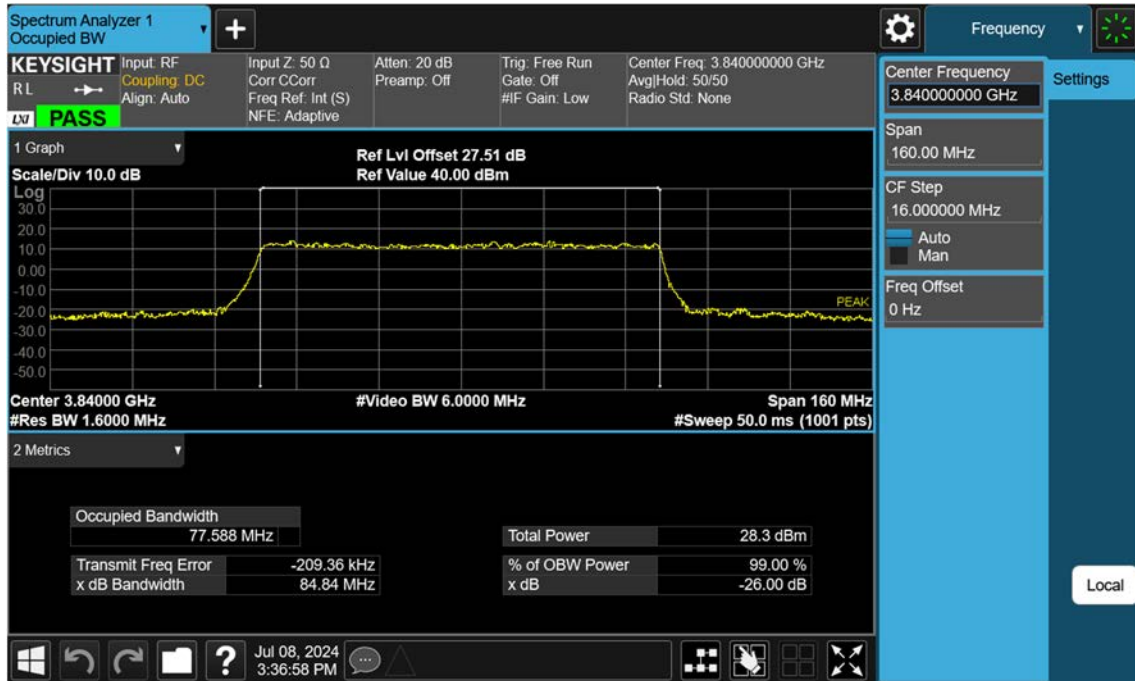 Spectrum Analyzer 1
Occupied BW
+
Frequency
KEYSIGHT
R L
LXI
PASS
Input: RF
Coupling: DC
Align: Auto
Input Z: 50 Ω
Corr CCorr
Freq Ref: Int (S)
NFE: Adaptive
Atten: 20 dB
Preamp: Off
Trig: Free Run
Gate: Off
#IF Gain: Low
Center Freq: 3.840000000 GHz
Avg|Hold: 50/50
Radio Std: None
Center Frequency
3.840000000 GHz
Settings
Span
160.00 MHz
CF Step
16.000000 MHz
Auto
Man
Freq Offset
0 Hz
1 Graph
Scale/Div 10.0 dB
Ref Lvl Offset 27.51 dB
Ref Value 40.00 dBm
Log
30.0
20.0
10.0
0.00
-10.0
-20.0
-30.0
-40.0
-50.0
PEAK
Center 3.84000 GHz
#Video BW 6.0000 MHz
Span 160 MHz
#Res BW 1.6000 MHz
#Sweep 50.0 ms (1001 pts)
2 Metrics
Occupied Bandwidth
77.588 MHz
Total Power 28.3 dBm
Transmit Freq Error -209.36 kHz
% of OBW Power 99.00 %
x dB Bandwidth 84.84 MHz
x dB -26.00 dB
Local
?
Jul 08, 2024
3:36:58 PM